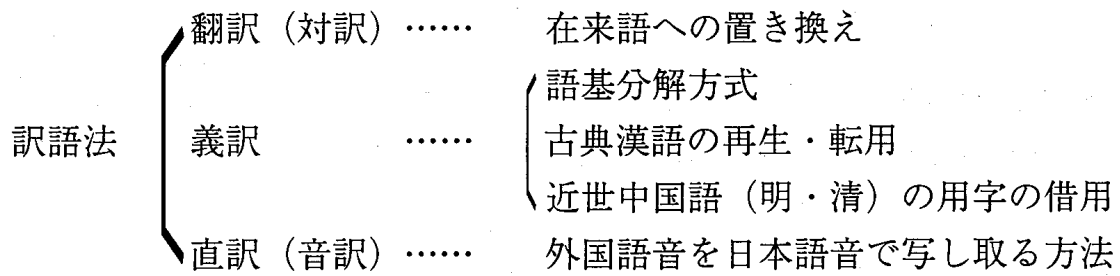 翻訳（対訳）…… 在来語への置き換え
語基分解方式
訳語法 義訳 …… 古典漢語の再生・転用
近世中国語（明・清）の用字の借用
直訳（音訳）…… 外国語音を日本語音で写し取る方法